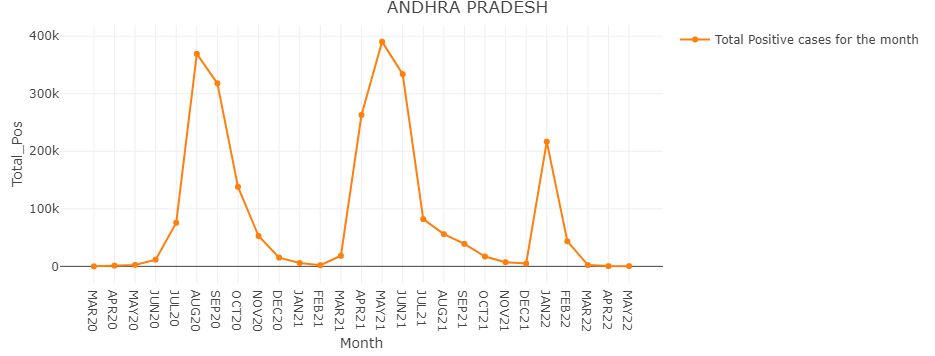 ANDHRA PRADESH
Total Positive cases for the month
400k
300k
200k
100k
0
Total_Pos
MAR20
APR20
MAY20
JUN20
JUL20
AUG20
SEP20
OCT20
NOV20
DEC20
JAN21
FEB21
MAR21
APR21
MAY21
JUN21
JUL21
AUG21
SEP21
OCT21
NOV21
DEC21
JAN22
FEB22
MAR22
APR22
MAY22
Month